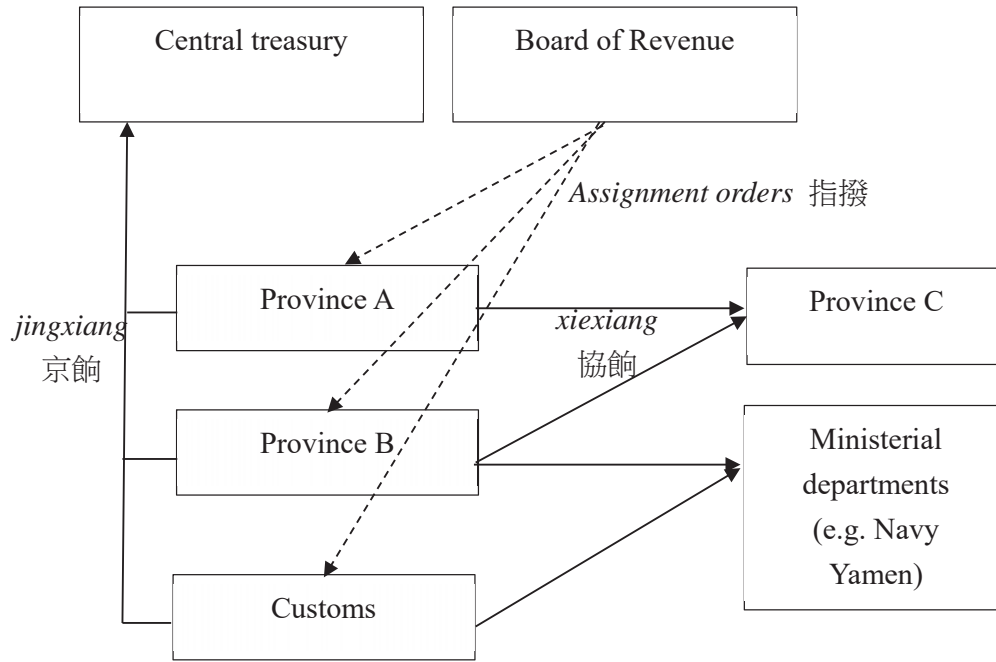 Central treasury
Board of Revenue
Assignment orders 指撥
Province A
Province C
jingxiang
京餉
xiexiang
協餉
Province B
Ministerial
departments
(e.g. Navy
Yamen)
Customs